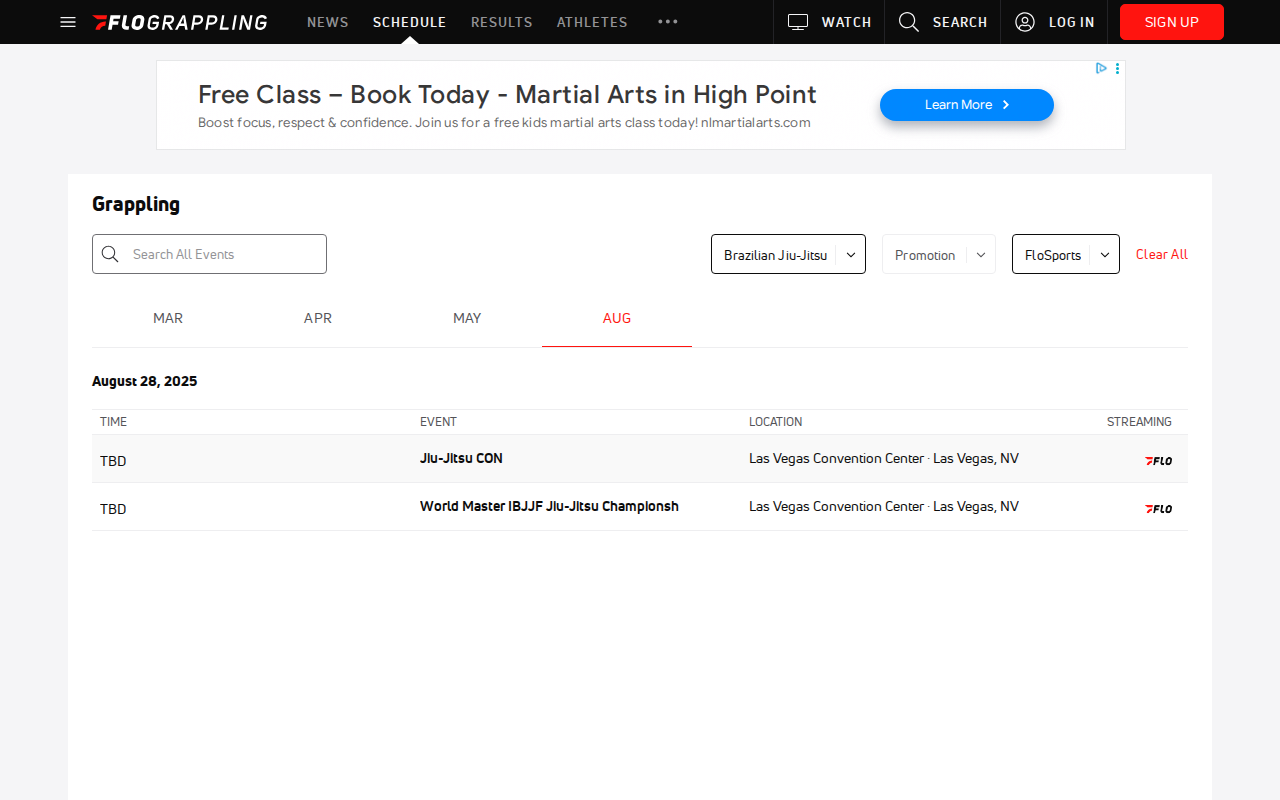 FLOGRAPPLING NEWS SCHEDULE RESULTS ATHLETES WATCH SEARCH LOG IN SIGN UP
Free Class – Book Today - Martial Arts in High Point
Boost focus, respect & confidence. Join us for a free kids martial arts class today! nlmartialarts.com
Learn More
Grappling
Search All Events
Brazilian Jiu-Jitsu
Promotion
FloSports
Clear All
MAR APR MAY AUG
August 28, 2025
TIME EVENT LOCATION STREAMING
TBD Jiu-Jitsu CON Las Vegas Convention Center · Las Vegas, NV FLO
TBD World Master IBJJF Jiu-Jitsu Championsh Las Vegas Convention Center · Las Vegas, NV FLO